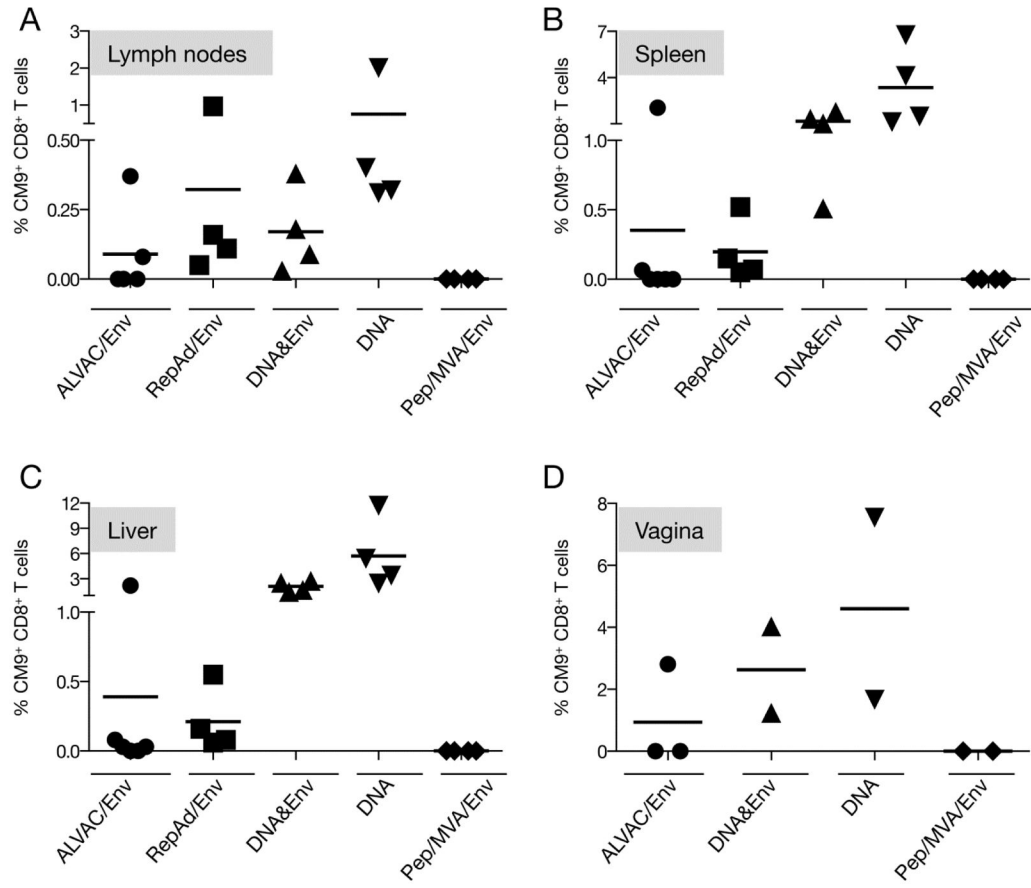 A
Lymph nodes
% CM9⁺ CD8⁺ T cells
3
2
1
0.50
0.25
0.00
ALVAC/Env
RepAd/Env
DNA&Env
DNA
Pep/MVA/Env
B
Spleen
% CM9⁺ CD8⁺ T cells
7
4
1.0
0.5
0.0
ALVAC/Env
RepAd/Env
DNA&Env
DNA
Pep/MVA/Env
C
Liver
% CM9⁺ CD8⁺ T cells
12
9
6
3
1.0
0.5
0.0
ALVAC/Env
RepAd/Env
DNA&Env
DNA
Pep/MVA/Env
D
Vagina
% CM9⁺ CD8⁺ T cells
8
6
4
2
0
ALVAC/Env
DNA&Env
DNA
Pep/MVA/Env